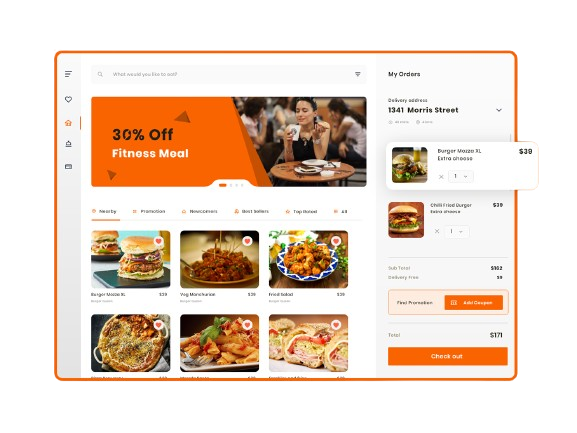 What would you like to eat?
30% Off
Fitness Meal
Nearby
Promotion
Newcomers
Best Sellers
Top Rated
All
Burger Mozza XL $39
Veg Manchurian $39
Fried Salad $39
My Orders
Delivery address
1341 Morris Street
Burger Mozza XL $39
Extra cheese
1
Chilli Fried Burger $39
Extra cheese
1
Sub Total $162
Delivery Free $9
Find Promotion
Add Coupon
Total $171
Check out